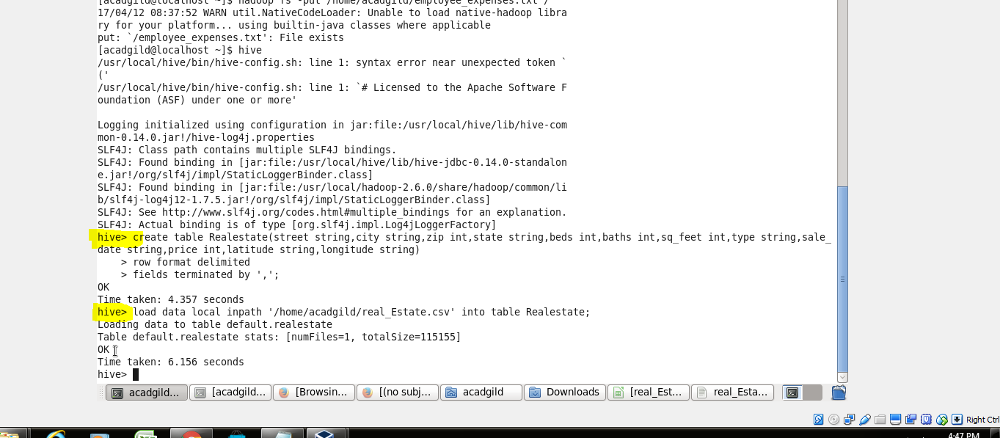 [acadgild@localhost ~]$ hadoop fs -put /home/acadgild/employee_expenses.txt /
17/04/12 08:37:52 WARN util.NativeCodeLoader: Unable to load native-hadoop libra
ry for your platform... using builtin-java classes where applicable
put: `/employee_expenses.txt': File exists
[acadgild@localhost ~]$ hive
/usr/local/hive/bin/hive-config.sh: line 1: syntax error near unexpected token `
('
/usr/local/hive/bin/hive-config.sh: line 1: `# Licensed to the Apache Software F
oundation (ASF) under one or more'
Logging initialized using configuration in jar:file:/usr/local/hive/lib/hive-com
mon-0.14.0.jar!/hive-log4j.properties
SLF4J: Class path contains multiple SLF4J bindings.
SLF4J: Found binding in [jar:file:/usr/local/hive/lib/hive-jdbc-0.14.0-standalon
e.jar!/org/slf4j/impl/StaticLoggerBinder.class]
SLF4J: Found binding in [jar:file:/usr/local/hadoop-2.6.0/share/hadoop/common/li
b/slf4j-log4j12-1.7.5.jar!/org/slf4j/impl/StaticLoggerBinder.class]
SLF4J: See http://www.slf4j.org/codes.html#multiple_bindings for an explanation.
SLF4J: Actual binding is of type [org.slf4j.impl.Log4jLoggerFactory]
hive> create table Realestate(street string,city string,zip int,state string,beds int,baths int,sq_feet int,type string,sale_
date string,price int,latitude string,longitude string)
> row format delimited
> fields terminated by ',';
OK
Time taken: 4.357 seconds
hive> load data local inpath '/home/acadgild/real_Estate.csv' into table Realestate;
Loading data to table default.realestate
Table default.realestate stats: [numFiles=1, totalSize=115155]
OK
Time taken: 6.156 seconds
hive>
acadgild... [acadgild... [Browsin... [(no subj... acadgild Downloads [real_Est... real_Esta...
Right Ctrl
4:47 PM